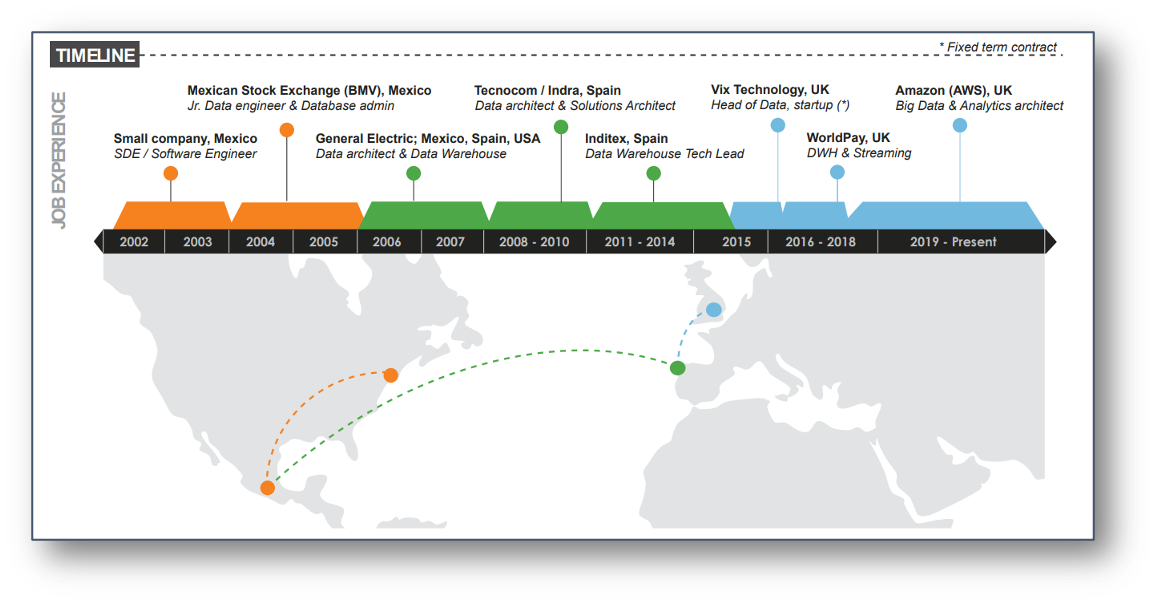 TIMELINE
* Fixed term contract
JOB EXPERIENCE
Mexican Stock Exchange (BMV), Mexico
Jr. Data engineer & Database admin
Tecnocom / Indra, Spain
Data architect & Solutions Architect
Vix Technology, UK
Head of Data, startup (*)
Amazon (AWS), UK
Big Data & Analytics architect
Small company, Mexico
SDE / Software Engineer
General Electric; Mexico, Spain, USA
Data architect & Data Warehouse
Inditex, Spain
Data Warehouse Tech Lead
WorldPay, UK
DWH & Streaming
2002
2003
2004
2005
2006
2007
2008 - 2010
2011 - 2014
2015
2016 - 2018
2019 - Present